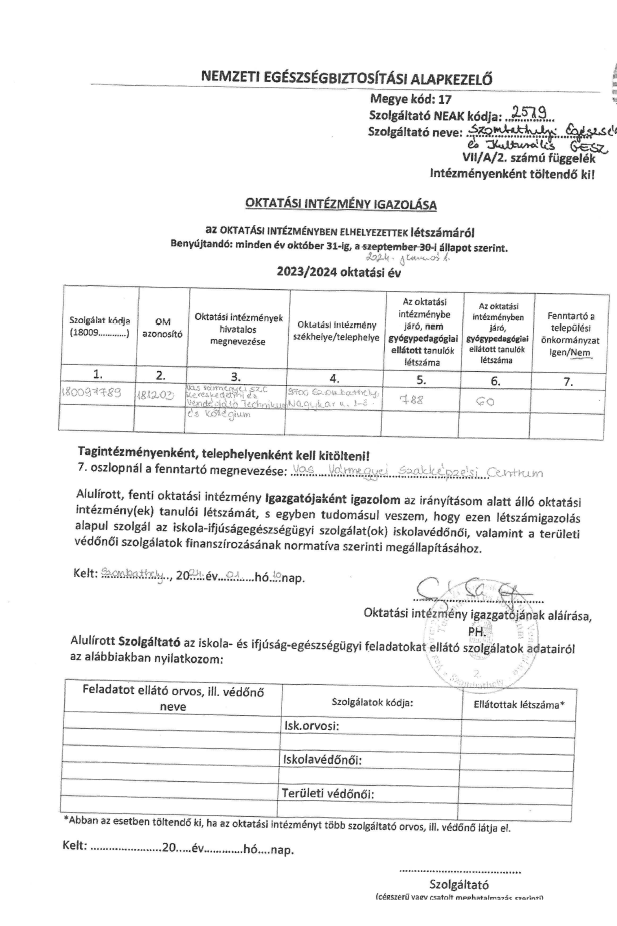 NEMZETI EGÉSZSÉGBIZTOSÍTÁSI ALAPKEZELŐ
Megye kód: 17
Szolgáltató NEAK kódja: 2579
Szolgáltató neve: Szombathelyi Egészség
és Kulturális GESZ
VII/A/2. számú függelék
Intézményenként töltendő ki!
OKTATÁSI INTÉZMÉNY IGAZOLÁSA
az OKTATÁSI INTÉZMÉNYBEN ELHELYEZETTEK létszámáról
Benyújtandó: minden év október 31-ig, a szeptember 30-i állapot szerint.
2024. január 1.
2023/2024 oktatási év
Szolgálat kódja (18009............)
OM azonosító
Oktatási intézmények hivatalos megnevezése
Oktatási intézmény székhelye/telephelye
Az oktatási intézménybe járó, nem gyógypedagógiai ellátott tanulók létszáma
Az oktatási intézményben járó, gyógypedagógiai ellátott tanulók létszáma
Fenntartó a települési önkormányzat Igen/Nem
1. 2. 3. 4. 5. 6. 7.
180097789
181203
Vas Vármegyei SZC
Kereskedelmi és
Vendéglátó Technikum
és Kollégium
9700 Szombathely,
Nagykar u. 1-3
788
60
Tagintézményenként, telephelyenként kell kitölteni!
7. oszlopnál a fenntartó megnevezése: Vas Vármegyei Szakképzési Centrum
Alulírott, fenti oktatási intézmény Igazgatójaként igazolom az irányításom alatt álló oktatási
intézmény(ek) tanulói létszámát, s egyben tudomásul veszem, hogy ezen létszámigazolás
alapul szolgál az iskola-ifjúságegészségügyi szolgálat(ok) iskolavédőnői, valamint a területi
védőnői szolgálatok finanszírozásának normatíva szerinti megállapításához.
Kelt: Szombathely, 2024 év 01 hó 10 nap.
Oktatási intézmény igazgatójának aláírása,
PH.
Alulírott Szolgáltató az iskola- és ifjúság-egészségügyi feladatokat ellátó szolgálatok adatairól
az alábbiakban nyilatkozom:
Feladatot ellátó orvos, ill. védőnő neve
Szolgálatok kódja:
Ellátottak létszáma*
Isk.orvosi:
Iskolavédőnői:
Területi védőnői:
*Abban az esetben töltendő ki, ha az oktatási intézményt több szolgáltató orvos, ill. védőnő látja el.
Kelt: .......................20.....év............hó....nap.
Szolgáltató
(cégszerű vagy csatolt meghatalmazás szerint)